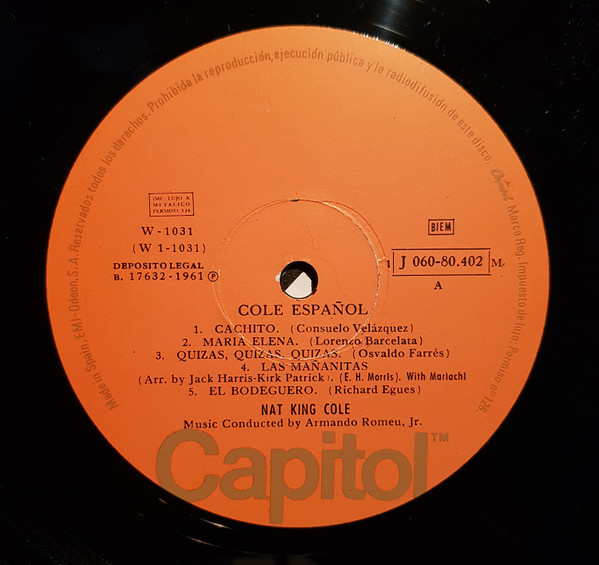 Made in Spain, EMI-Odeon, S.A. Reservados todos los derechos. Prohibida la reproducción, ejecución pública y la radiodifusión de este disco.
Capitol Marca Reg. Impuesto de lujo: Permiso nº 126.
IMP. LUJO A
METALICO
PERMISO 126
W-1031
(W 1-1031)
DEPOSITO LEGAL
B. 17632-1961 Ⓟ
BIEM
1 J 060-80.402 M
A
COLE ESPAÑOL
1. CACHITO. (Consuelo Velázquez)
2. MARIA ELENA. (Lorenzo Barcelata)
3. QUIZAS, QUIZAS, QUIZAS. (Osvaldo Farrés)
4. LAS MAÑANITAS
(Arr. by Jack Harris-Kirk Patrick). (E. H. Morris). With Mariachi
5. EL BODEGUERO. (Richard Egues)
NAT KING COLE
Music Conducted by Armando Romeu, Jr.
Capitol™